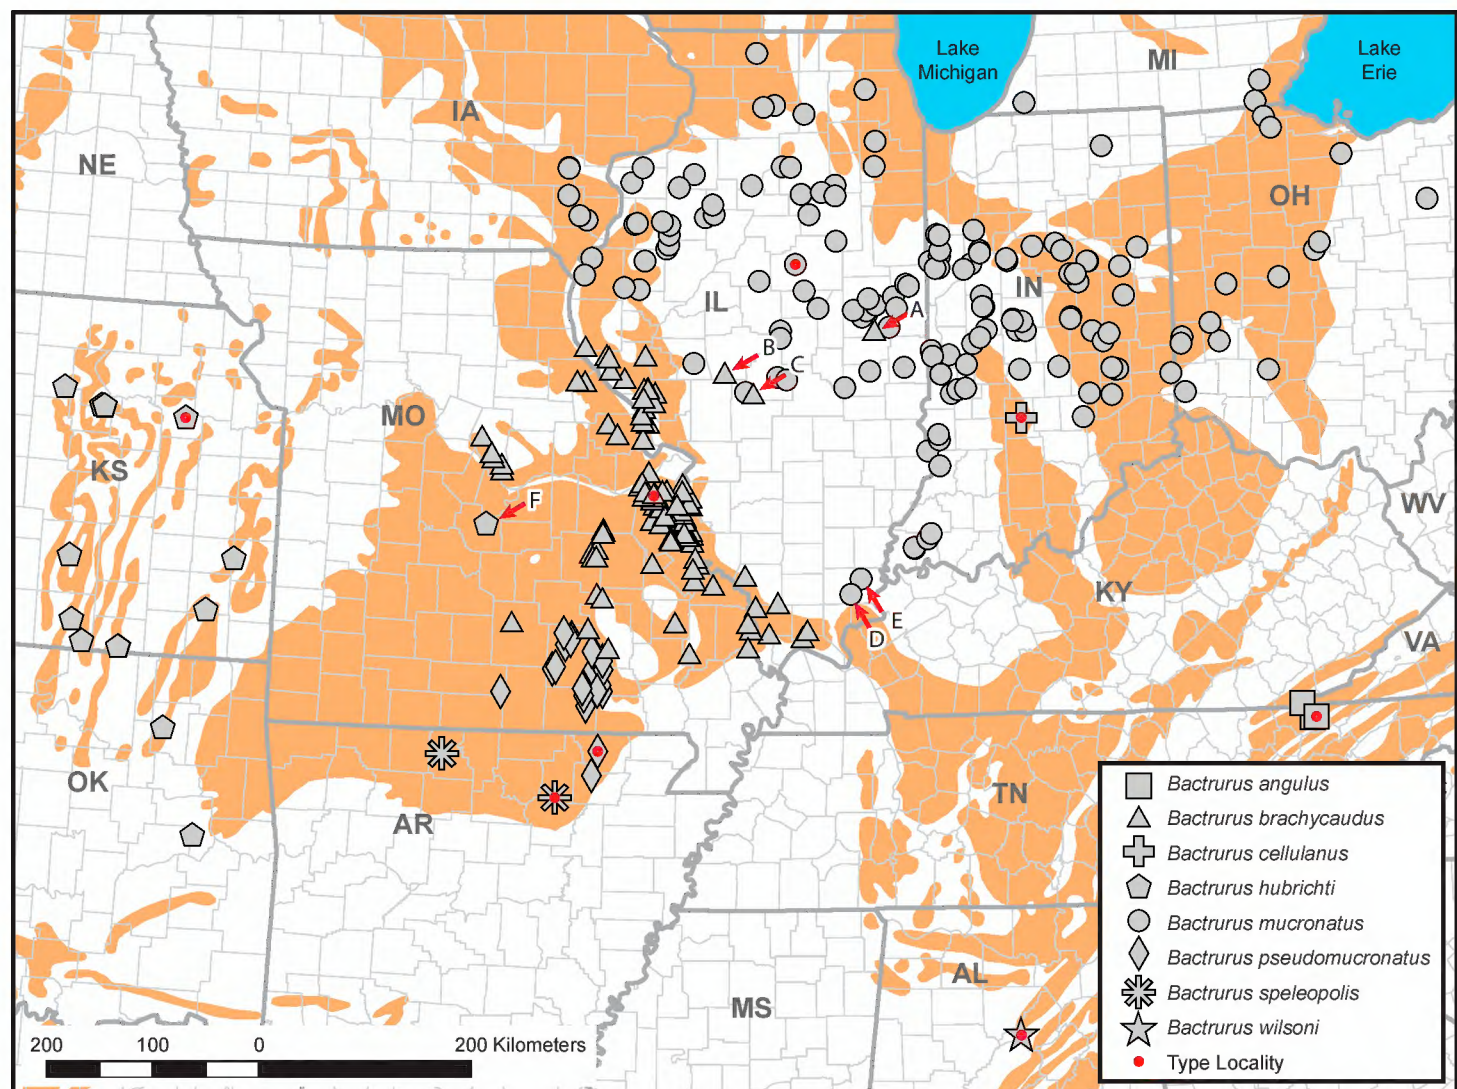 Lake
Michigan
MI
Lake
Erie
IA
NE
OH
IL
IN
A
B
C
MO
KS
F
WV
KY
E
D
VA
OK
AR
TN
AL
MS
Bactrurus angulus
Bactrurus brachycaudus
Bactrurus cellulanus
Bactrurus hubrichti
Bactrurus mucronatus
Bactrurus pseudomucronatus
Bactrurus speleopolis
Bactrurus wilsoni
Type Locality
200 100 0 200 Kilometers